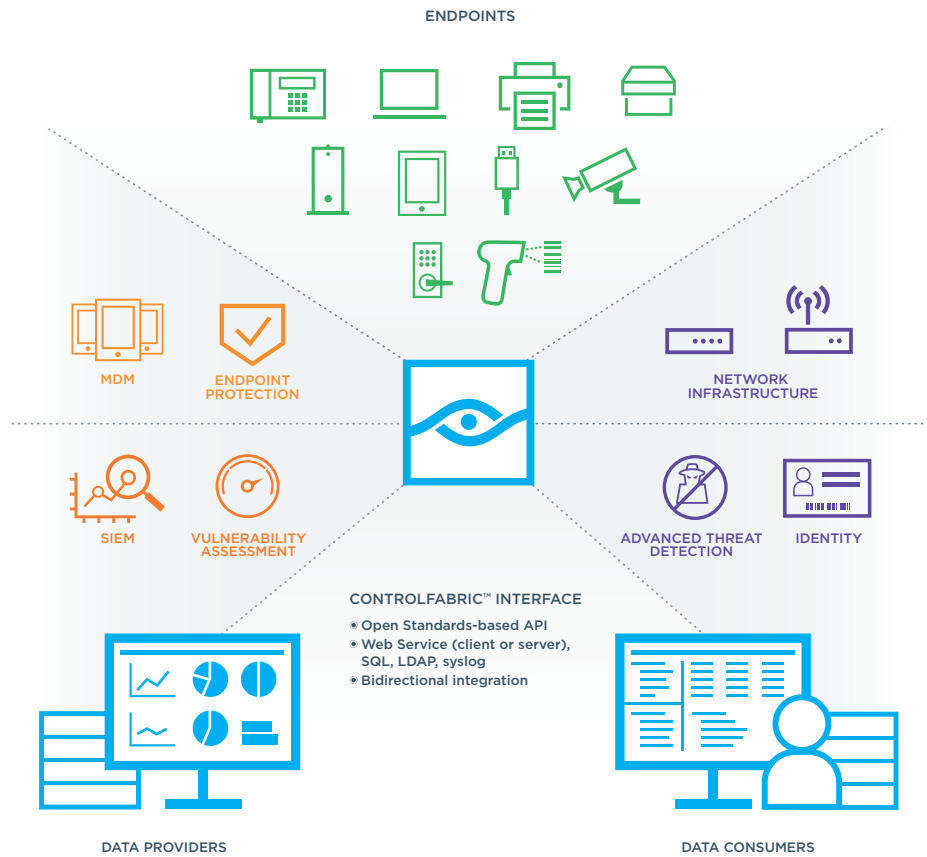 ENDPOINTS
MDM
ENDPOINT
PROTECTION
NETWORK
INFRASTRUCTURE
SIEM
VULNERABILITY
ASSESSMENT
ADVANCED THREAT
DETECTION
IDENTITY
CONTROLFABRIC™ INTERFACE
• Open Standards-based API
• Web Service (client or server),
SQL, LDAP, syslog
• Bidirectional integration
DATA PROVIDERS
DATA CONSUMERS